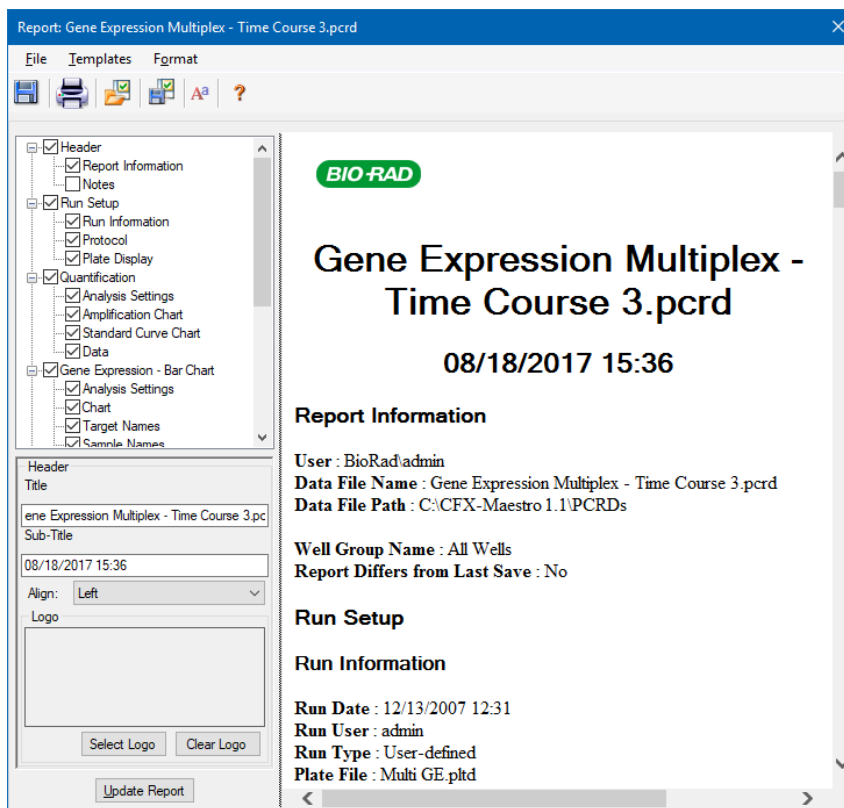 Report: Gene Expression Multiplex - Time Course 3.pcrd
File Templates Format
Aa ?
Header
Report Information
Notes
Run Setup
Run Information
Protocol
Plate Display
Quantification
Analysis Settings
Amplification Chart
Standard Curve Chart
Data
Gene Expression - Bar Chart
Analysis Settings
Chart
Target Names
Sample Names
Header
Title
ene Expression Multiplex - Time Course 3.pc
Sub-Title
08/18/2017 15:36
Align: Left
Logo
Select Logo Clear Logo
Update Report
BIO-RAD
Gene Expression Multiplex -
Time Course 3.pcrd
08/18/2017 15:36
Report Information
User : BioRad\admin
Data File Name : Gene Expression Multiplex - Time Course 3.pcrd
Data File Path : C:\CFX-Maestro 1.1\PCRDs
Well Group Name : All Wells
Report Differs from Last Save : No
Run Setup
Run Information
Run Date : 12/13/2007 12:31
Run User : admin
Run Type : User-defined
Plate File : Multi GE.pltd